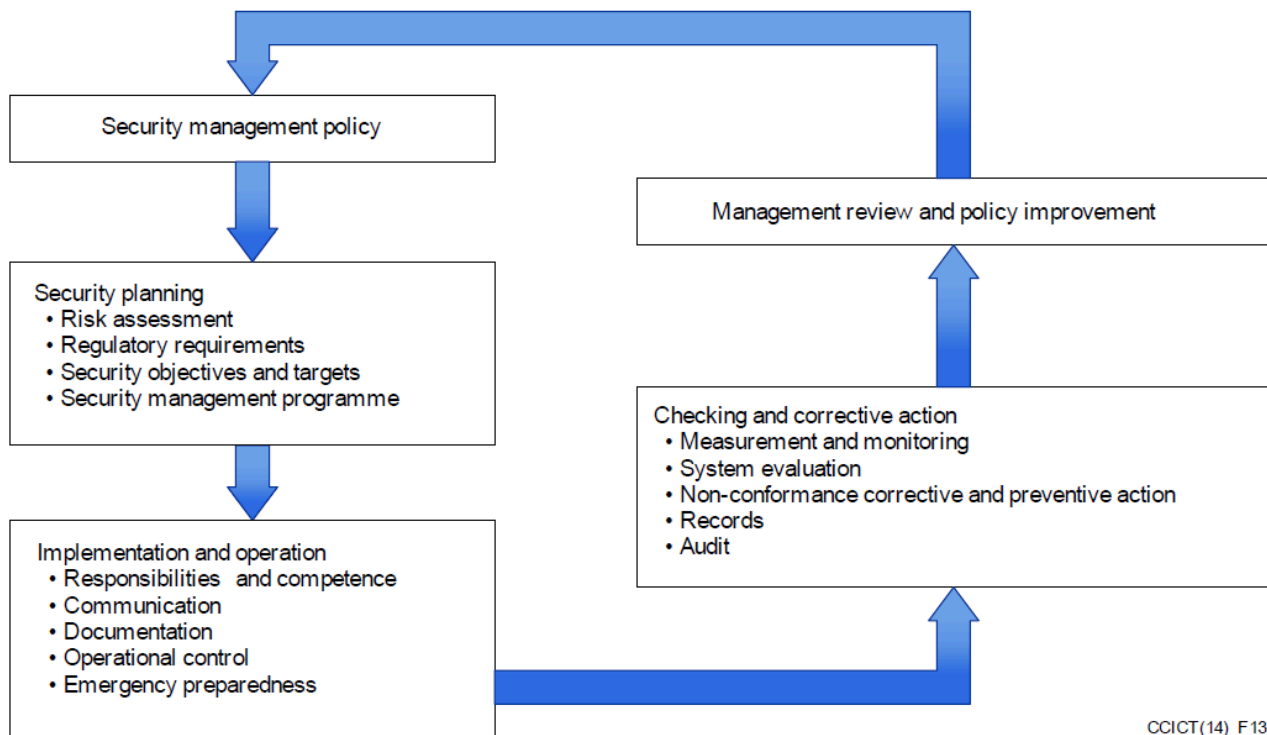 Security management policy
Security planning
• Risk assessment
• Regulatory requirements
• Security objectives and targets
• Security management programme
Implementation and operation
• Responsibilities and competence
• Communication
• Documentation
• Operational control
• Emergency preparedness
Checking and corrective action
• Measurement and monitoring
• System evaluation
• Non-conformance corrective and preventive action
• Records
• Audit
Management review and policy improvement
CCICT(14)_F13